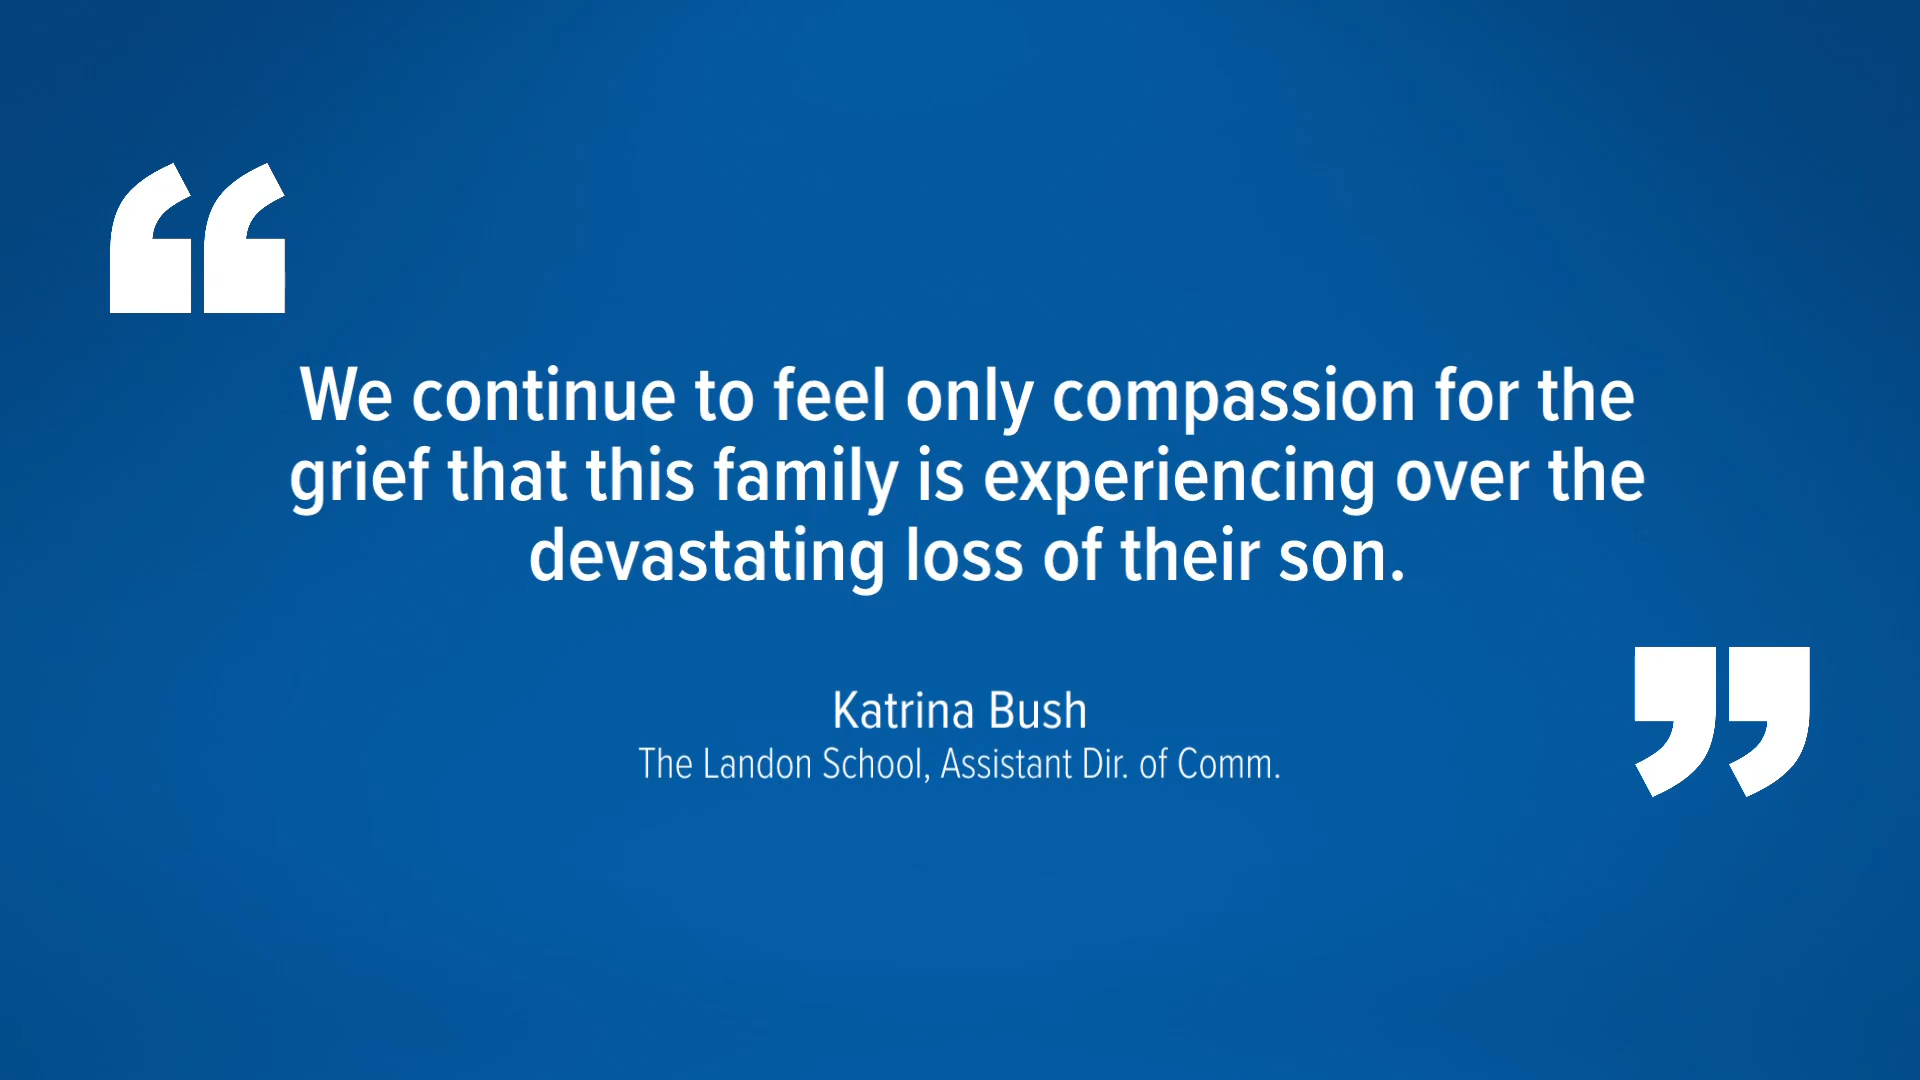 “
We continue to feel only compassion for the
grief that this family is experiencing over the
devastating loss of their son.
”
Katrina Bush
The Landon School, Assistant Dir. of Comm.